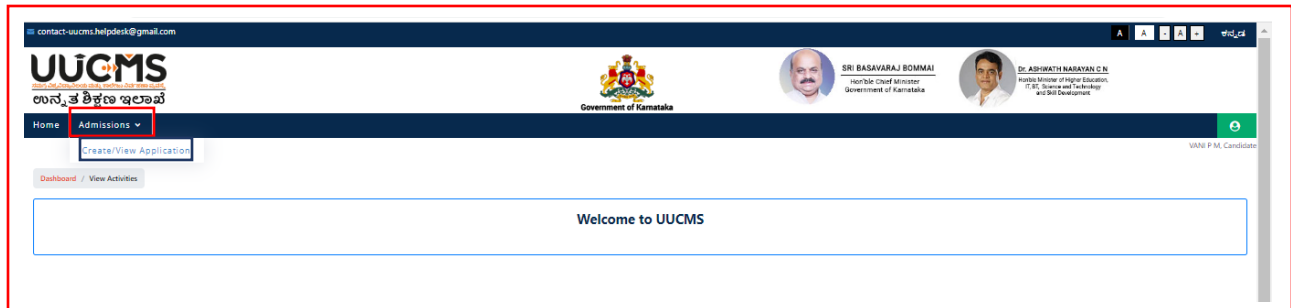 contact-uucms.helpdesk@gmail.com
A A - A + ಕನ್ನಡ
UUCMS
ಉನ್ನತ ಶಿಕ್ಷಣ ಇಲಾಖೆ
Government of Karnataka
SRI BASAVARAJ BOMMAI
Hon'ble Chief Minister
Government of Karnataka
Dr. ASHWATH NARAYAN C N
Hon'ble Minister of Higher Education,
IT, BT, Science and Technology
and Skill Development
Home Admissions
Create/View Application
VANI P M, Candidate
Dashboard / View Activities
Welcome to UUCMS